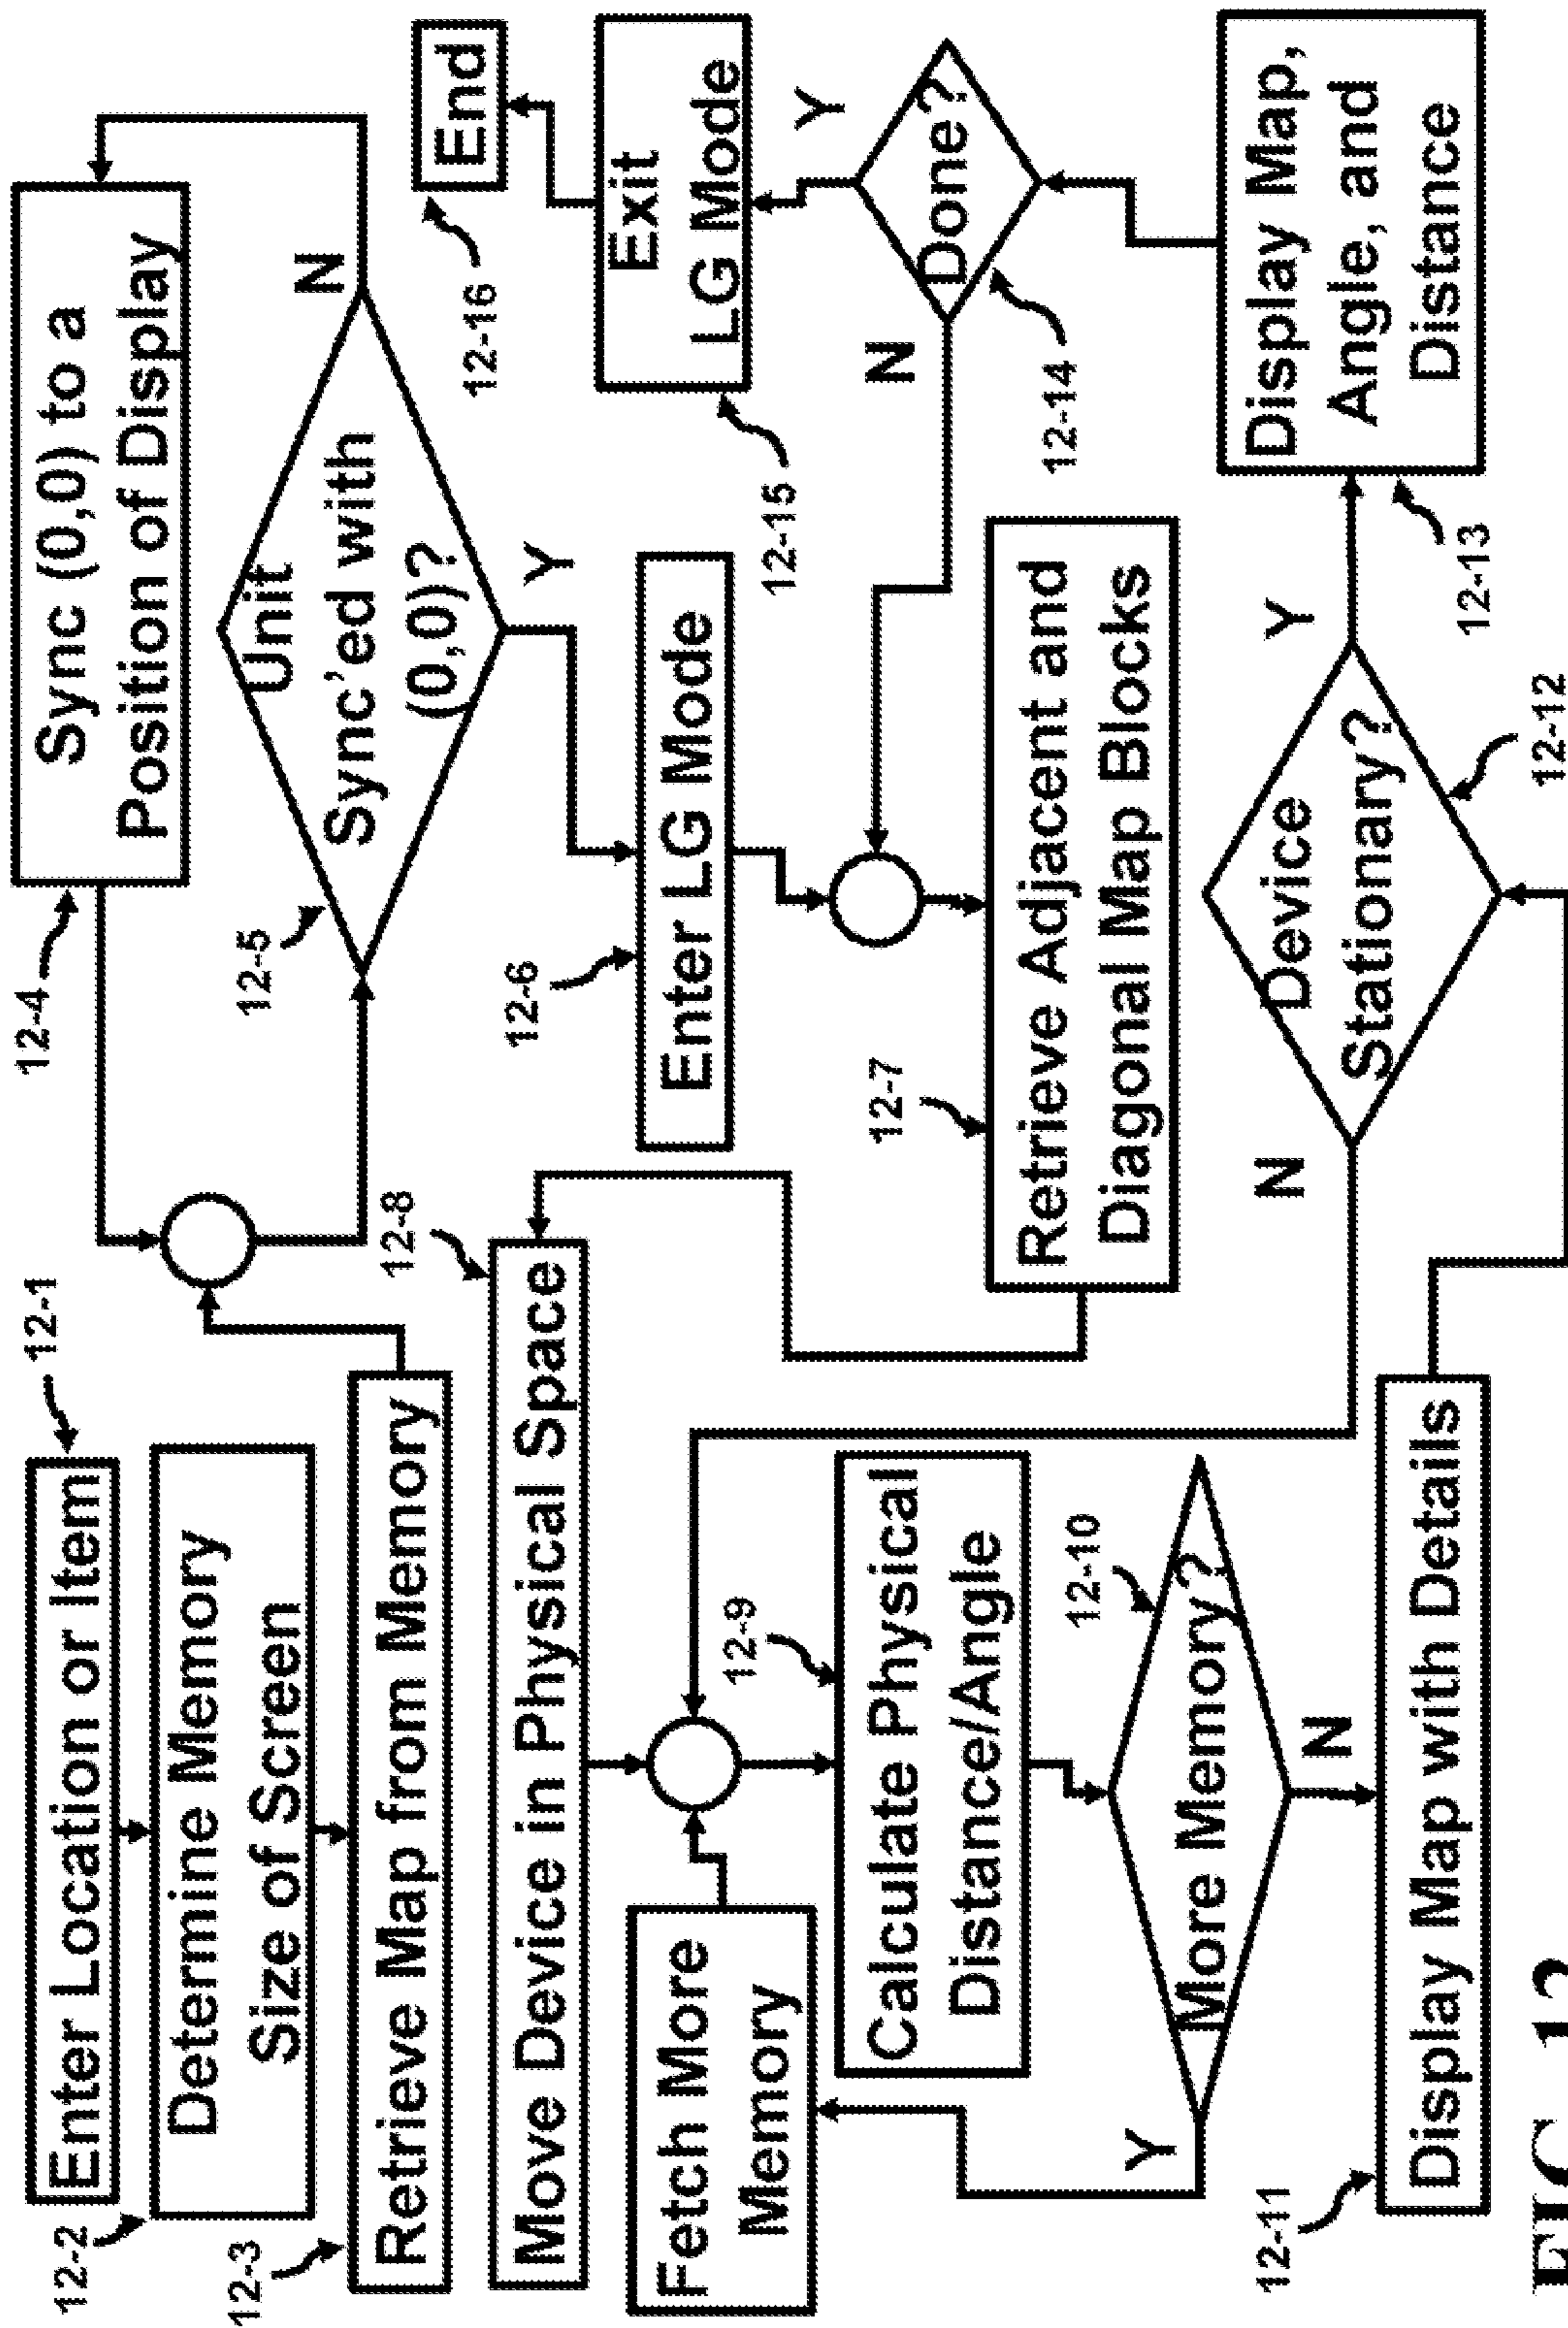 12-1
Enter Location or Item
12-2
Determine Memory
Size of Screen
12-3
Retrieve Map from Memory
12-4
Sync (0,0) to a
Position of Display
12-5
Unit
Sync'ed with
(0,0)?
N
Y
12-6
Enter LG Mode
12-7
Retrieve Adjacent and
Diagonal Map Blocks
12-8
Move Device in Physical Space
Fetch More
Memory
12-9
Calculate Physical
Distance/Angle
12-10
More Memory?
Y
N
12-11
Display Map with Details
Device
Stationary?
12-12
N
Y
12-13
Display Map,
Angle, and
Distance
12-14
Done?
N
Y
12-15
Exit
LG Mode
12-16
End